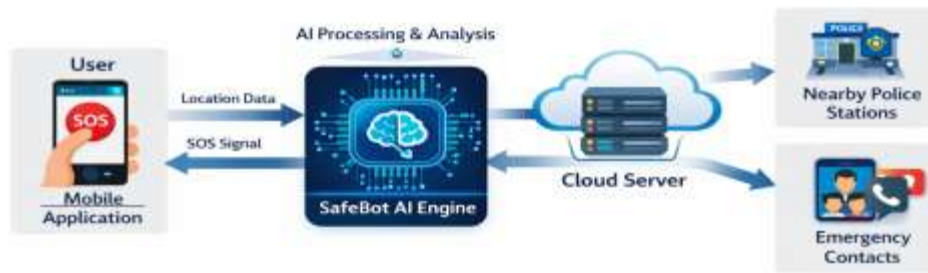 AI Processing & Analysis
User
SOS
Mobile
Application
Location Data
SOS Signal
SafeBot AI Engine
Cloud Server
POLICE
Nearby Police
Stations
Emergency
Contacts